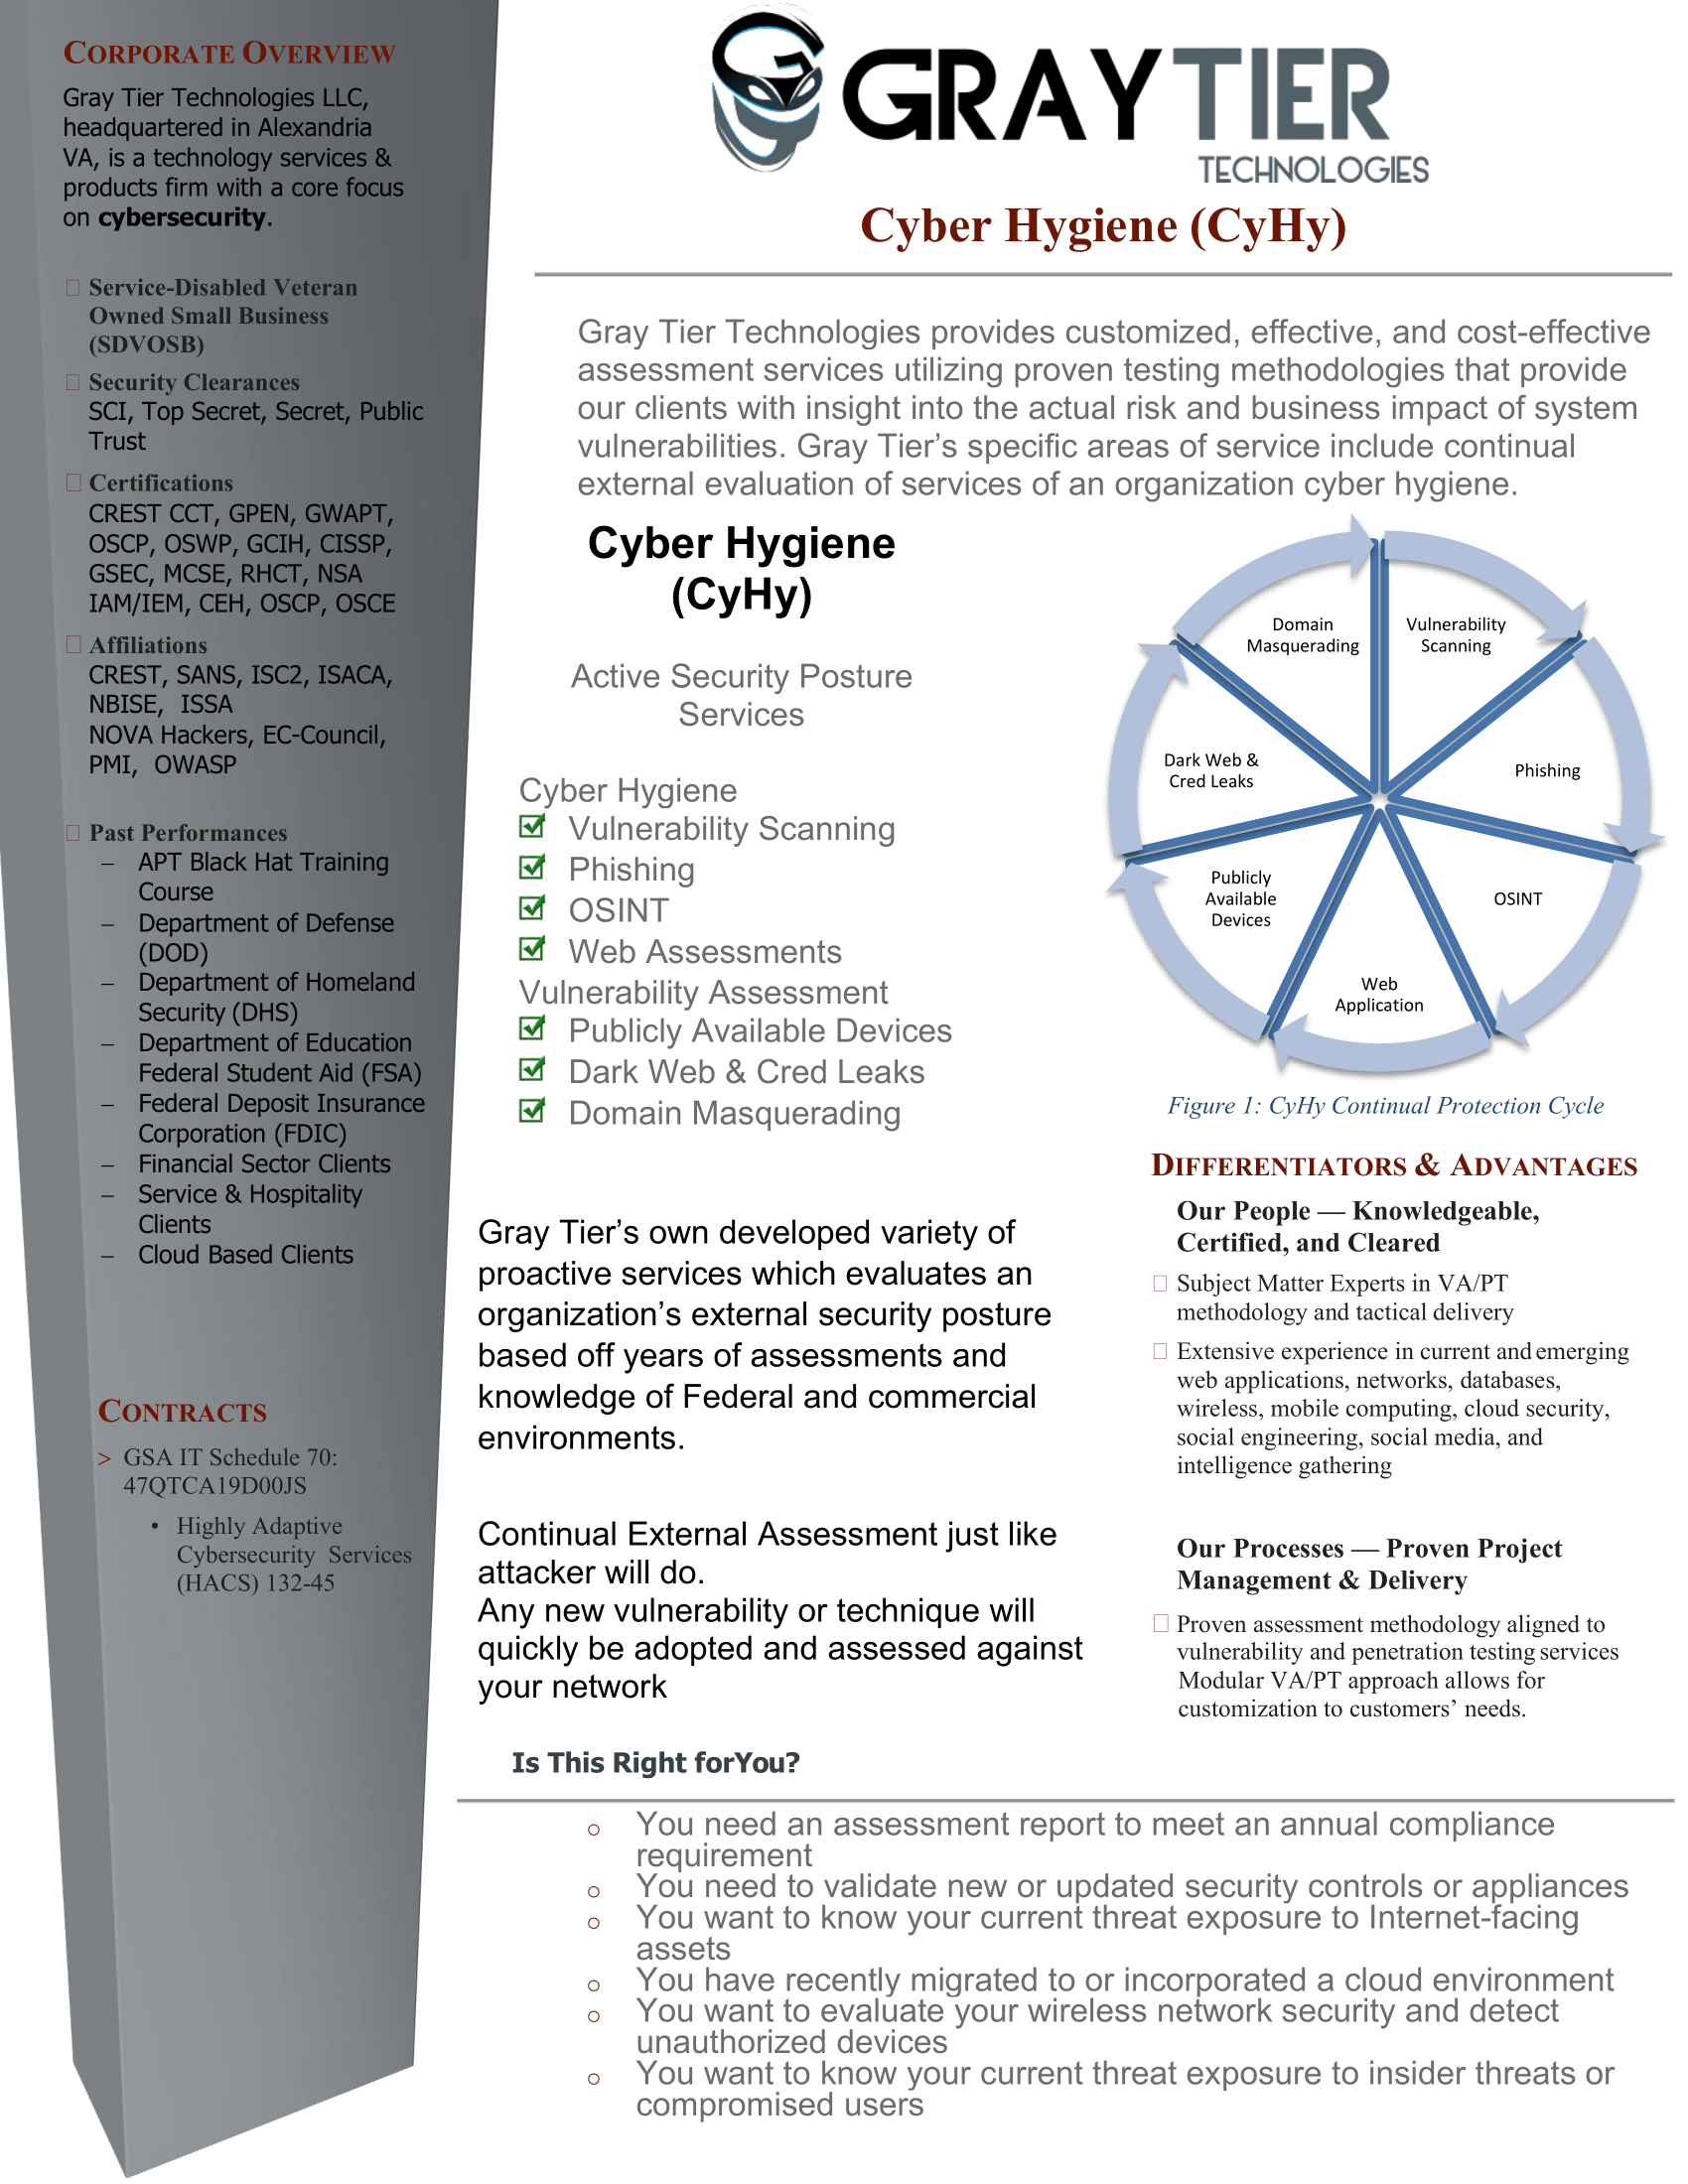 CORPORATE OVERVIEW
Gray Tier Technologies LLC,
headquartered in Alexandria
VA, is a technology services &
products firm with a core focus
on cybersecurity.
Service-Disabled Veteran
Owned Small Business
(SDVOSB)
Security Clearances
SCI, Top Secret, Secret, Public
Trust
Certifications
CREST CCT, GPEN, GWAPT,
OSCP, OSWP, GCIH, CISSP,
GSEC, MCSE, RHCT, NSA
IAM/IEM, CEH, OSCP, OSCE
Affiliations
CREST, SANS, ISC2, ISACA,
NBISE, ISSA
NOVA Hackers, EC-Council,
PMI, OWASP
Past Performances
– APT Black Hat Training
Course
– Department of Defense
(DOD)
– Department of Homeland
Security (DHS)
– Department of Education
Federal Student Aid (FSA)
– Federal Deposit Insurance
Corporation (FDIC)
– Financial Sector Clients
– Service & Hospitality
Clients
– Cloud Based Clients
CONTRACTS
> GSA IT Schedule 70:
47QTCA19D00JS
• Highly Adaptive
Cybersecurity Services
(HACS) 132-45
GRAYTIER
TECHNOLOGIES
Cyber Hygiene (CyHy)
Gray Tier Technologies provides customized, effective, and cost-effective
assessment services utilizing proven testing methodologies that provide
our clients with insight into the actual risk and business impact of system
vulnerabilities. Gray Tier’s specific areas of service include continual
external evaluation of services of an organization cyber hygiene.
Cyber Hygiene
(CyHy)
Active Security Posture
Services
Cyber Hygiene
Vulnerability Scanning
Phishing
OSINT
Web Assessments
Vulnerability Assessment
Publicly Available Devices
Dark Web & Cred Leaks
Domain Masquerading
Gray Tier’s own developed variety of
proactive services which evaluates an
organization’s external security posture
based off years of assessments and
knowledge of Federal and commercial
environments.
Continual External Assessment just like
attacker will do.
Any new vulnerability or technique will
quickly be adopted and assessed against
your network
Vulnerability
Scanning
Phishing
OSINT
Web
Application
Publicly
Available
Devices
Dark Web &
Cred Leaks
Domain
Masquerading
Figure 1: CyHy Continual Protection Cycle
DIFFERENTIATORS & ADVANTAGES
Our People — Knowledgeable,
Certified, and Cleared
Subject Matter Experts in VA/PT
methodology and tactical delivery
Extensive experience in current and emerging
web applications, networks, databases,
wireless, mobile computing, cloud security,
social engineering, social media, and
intelligence gathering
Our Processes — Proven Project
Management & Delivery
Proven assessment methodology aligned to
vulnerability and penetration testing services
Modular VA/PT approach allows for
customization to customers’ needs.
Is This Right forYou?
o You need an assessment report to meet an annual compliance
requirement
o You need to validate new or updated security controls or appliances
o You want to know your current threat exposure to Internet-facing
assets
o You have recently migrated to or incorporated a cloud environment
o You want to evaluate your wireless network security and detect
unauthorized devices
o You want to know your current threat exposure to insider threats or
compromised users